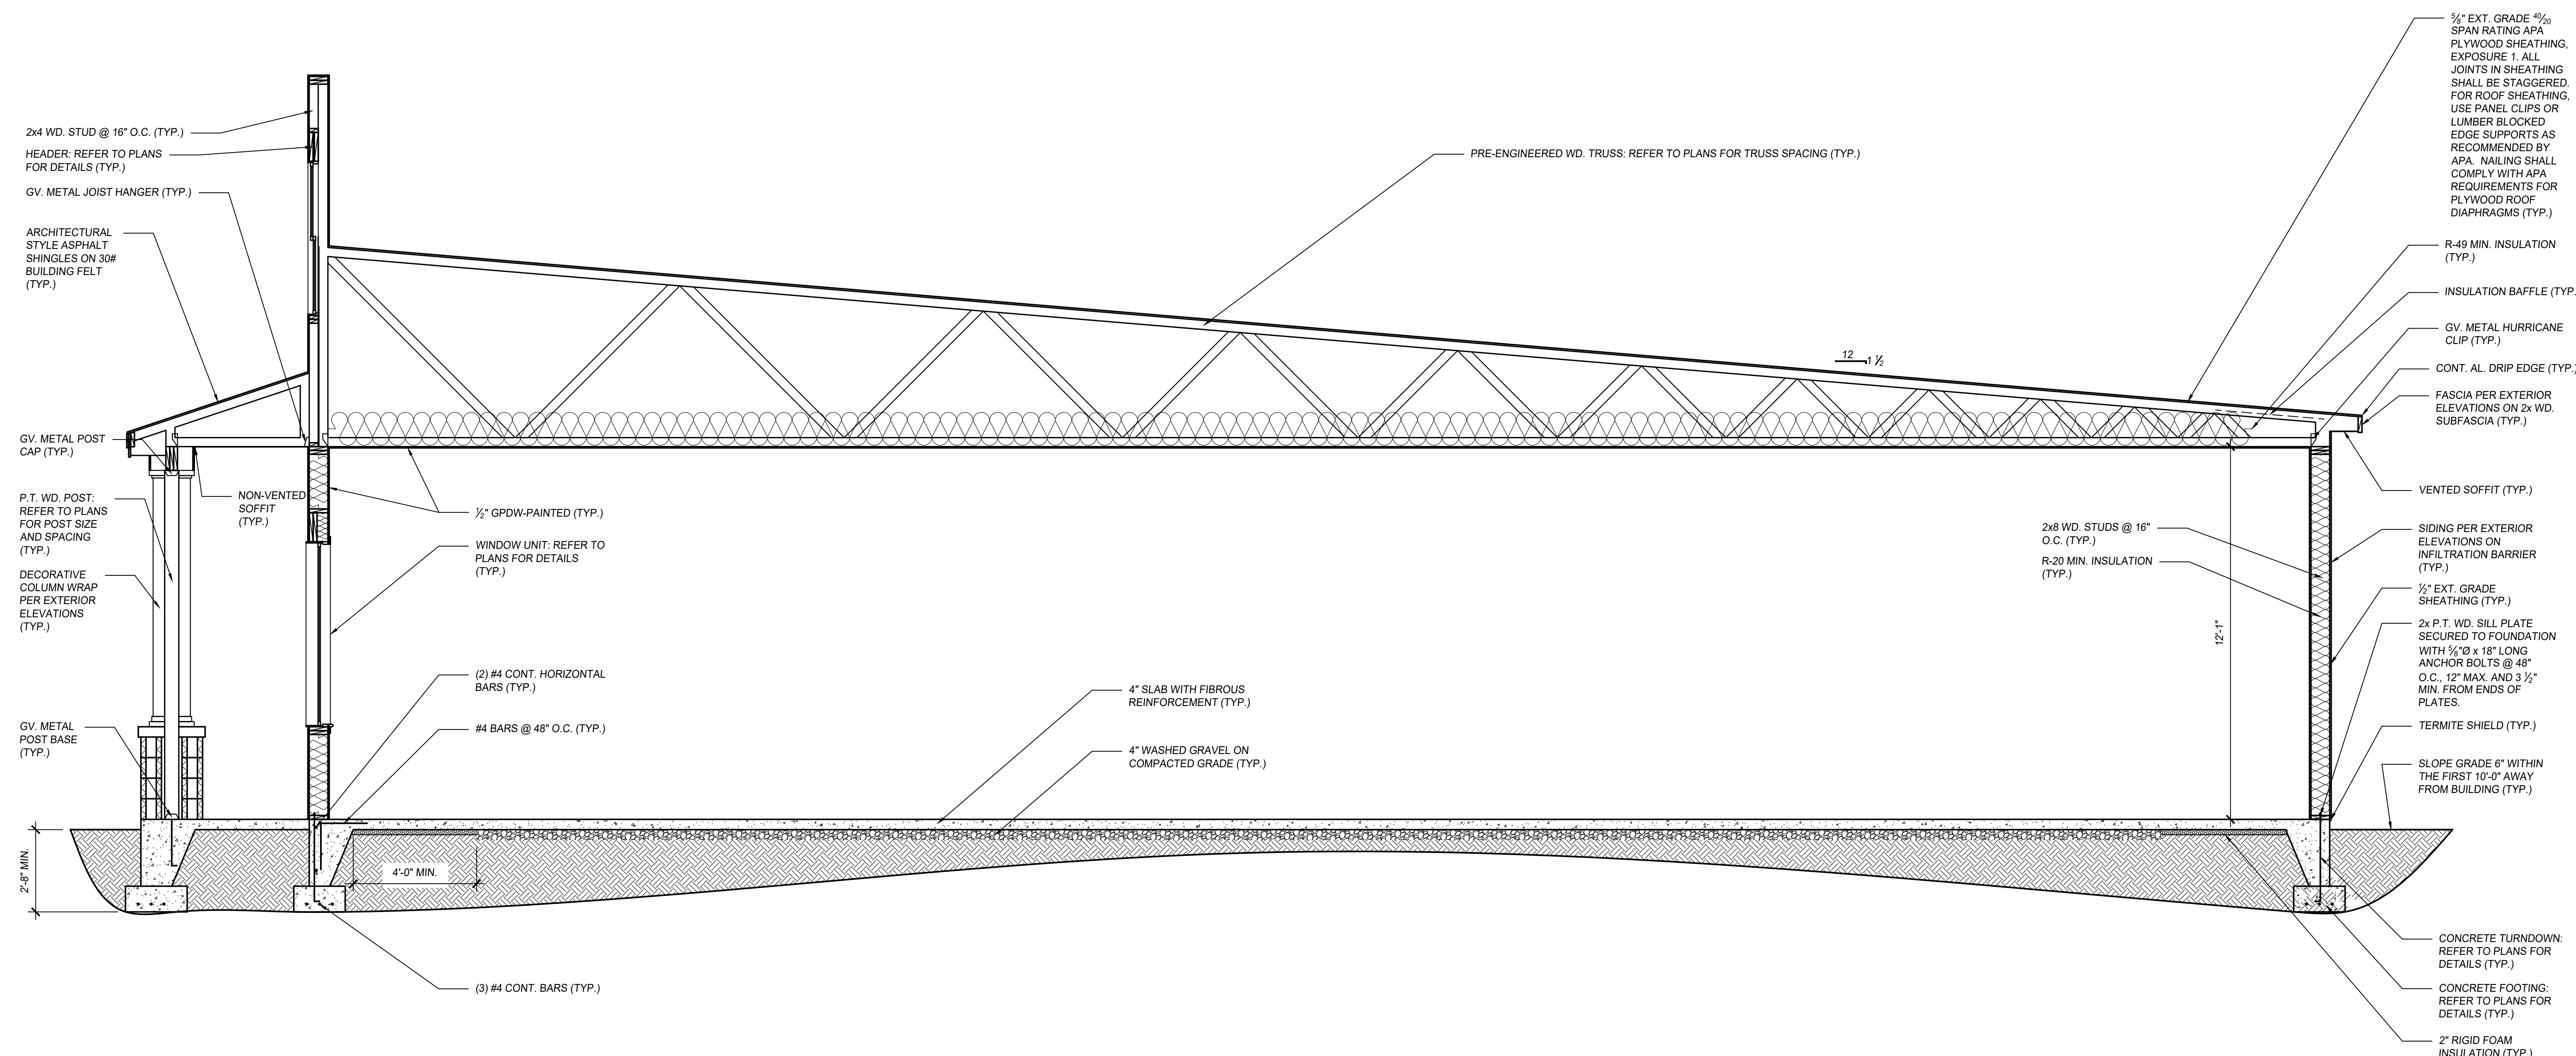 2x4 WD. STUD @ 16" O.C. (TYP.)
HEADER: REFER TO PLANS
FOR DETAILS (TYP.)
GV. METAL JOIST HANGER (TYP.)
ARCHITECTURAL
STYLE ASPHALT
SHINGLES ON 30#
BUILDING FELT
(TYP.)
GV. METAL POST
CAP (TYP.)
P.T. WD. POST:
REFER TO PLANS
FOR POST SIZE
AND SPACING
(TYP.)
DECORATIVE
COLUMN WRAP
PER EXTERIOR
ELEVATIONS
(TYP.)
GV. METAL
POST BASE
(TYP.)
2'-8" MIN.
NON-VENTED
SOFFIT
(TYP.)
½" GPDW-PAINTED (TYP.)
WINDOW UNIT: REFER TO
PLANS FOR DETAILS
(TYP.)
(2) #4 CONT. HORIZONTAL
BARS (TYP.)
#4 BARS @ 48" O.C. (TYP.)
4'-0" MIN.
(3) #4 CONT. BARS (TYP.)
PRE-ENGINEERED WD. TRUSS: REFER TO PLANS FOR TRUSS SPACING (TYP.)
12
1 ½
4" SLAB WITH FIBROUS
REINFORCEMENT (TYP.)
4" WASHED GRAVEL ON
COMPACTED GRADE (TYP.)
2x8 WD. STUDS @ 16"
O.C. (TYP.)
R-20 MIN. INSULATION
(TYP.)
12'-1"
⅝" EXT. GRADE 40/20
SPAN RATING APA
PLYWOOD SHEATHING,
EXPOSURE 1. ALL
JOINTS IN SHEATHING
SHALL BE STAGGERED.
FOR ROOF SHEATHING,
USE PANEL CLIPS OR
LUMBER BLOCKED
EDGE SUPPORTS AS
RECOMMENDED BY
APA. NAILING SHALL
COMPLY WITH APA
REQUIREMENTS FOR
PLYWOOD ROOF
DIAPHRAGMS (TYP.)
R-49 MIN. INSULATION
(TYP.)
INSULATION BAFFLE (TYP.
GV. METAL HURRICANE
CLIP (TYP.)
CONT. AL. DRIP EDGE (TYP.)
FASCIA PER EXTERIOR
ELEVATIONS ON 2x WD.
SUBFASCIA (TYP.)
VENTED SOFFIT (TYP.)
SIDING PER EXTERIOR
ELEVATIONS ON
INFILTRATION BARRIER
(TYP.)
½" EXT. GRADE
SHEATHING (TYP.)
2x P.T. WD. SILL PLATE
SECURED TO FOUNDATION
WITH ⅝"Ø x 18" LONG
ANCHOR BOLTS @ 48"
O.C., 12" MAX. AND 3 ½"
MIN. FROM ENDS OF
PLATES.
TERMITE SHIELD (TYP.)
SLOPE GRADE 6" WITHIN
THE FIRST 10'-0" AWAY
FROM BUILDING (TYP.)
CONCRETE TURNDOWN:
REFER TO PLANS FOR
DETAILS (TYP.)
CONCRETE FOOTING:
REFER TO PLANS FOR
DETAILS (TYP.)
2" RIGID FOAM
INSULATION (TYP.)